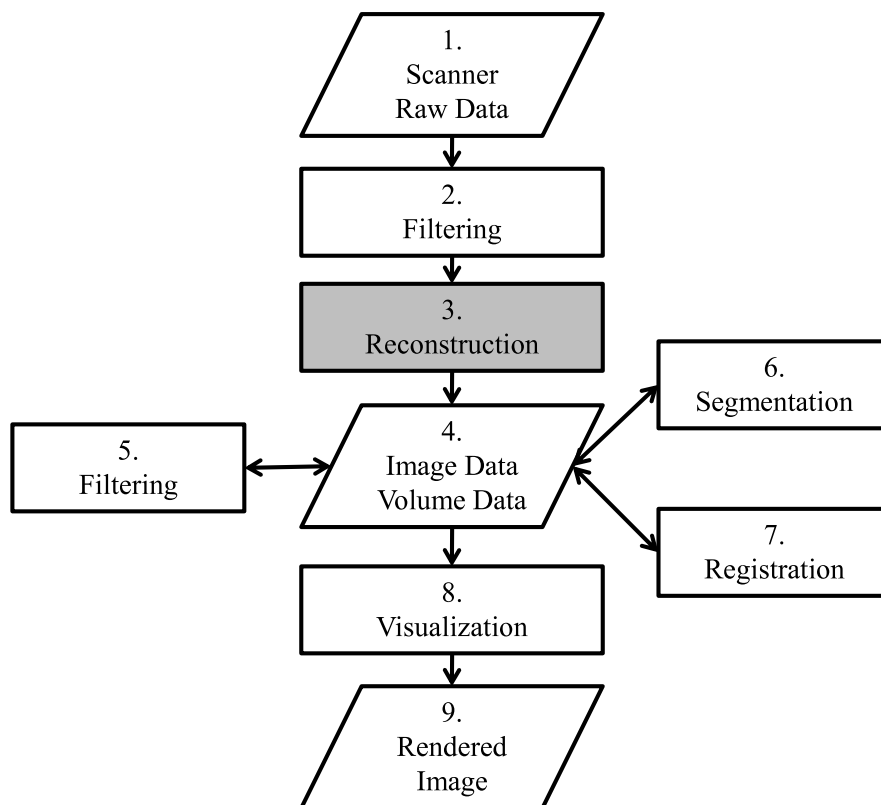 1.
Scanner
Raw Data
2.
Filtering
3.
Reconstruction
4.
Image Data
Volume Data
5.
Filtering
6.
Segmentation
7.
Registration
8.
Visualization
9.
Rendered
Image